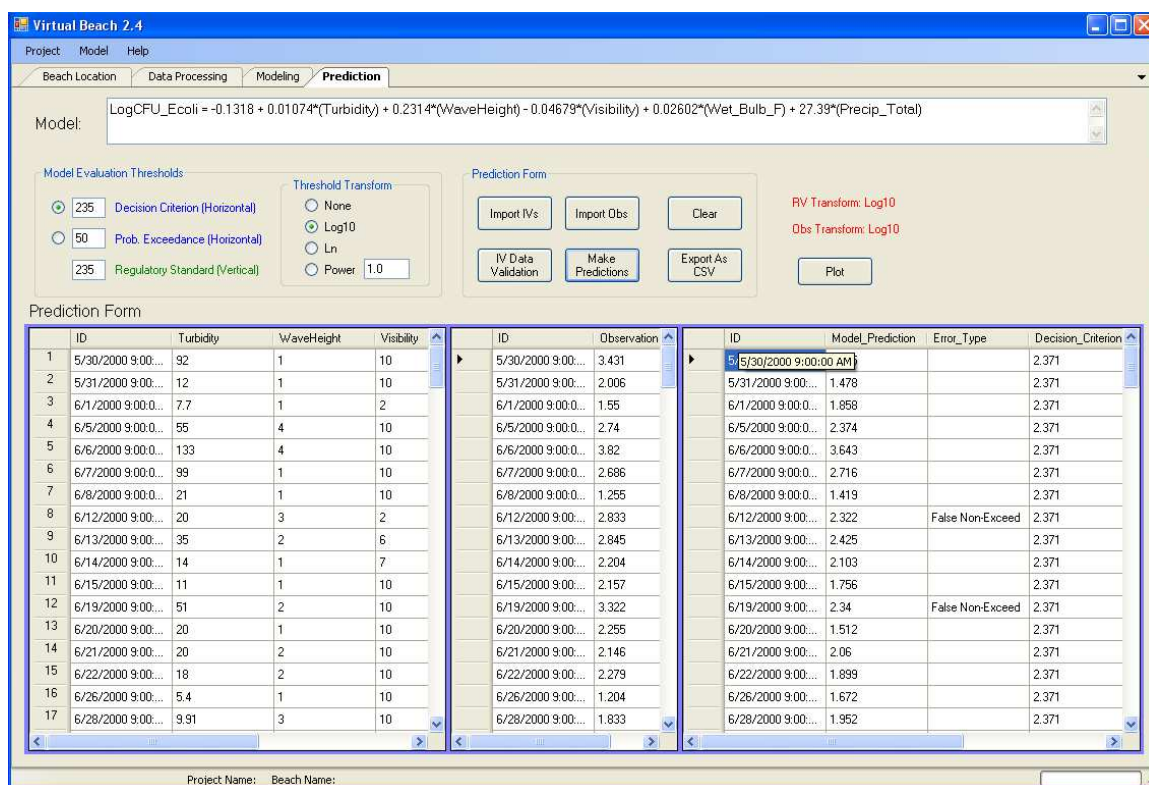 Virtual Beach 2.4
Project Model Help
Beach Location Data Processing Modeling Prediction
Model:
LogCFU_Ecoli = -0.1318 + 0.01074*(Turbidity) + 0.2314*(WaveHeight) - 0.04679*(Visibility) + 0.02602*(Wet_Bulb_F) + 27.39*(Precip_Total)
Model Evaluation Thresholds
235 Decision Criterion (Horizontal)
50 Prob. Exceedance (Horizontal)
235 Regulatory Standard (Vertical)
Threshold Transform
None
Log10
Ln
Power 1.0
Prediction Form
Import IVs Import Obs Clear
IV Data Validation Make Predictions Export As CSV
RV Transform: Log10
Obs Transform: Log10
Plot
Prediction Form
ID Turbidity WaveHeight Visibility ID Observation ID Model_Prediction Error_Type Decision_Criterion
1 5/30/2000 9:00:... 92 1 10 5/30/2000 9:00:... 3.431 5/30/2000 9:00:00 AM 2.371
2 5/31/2000 9:00:... 12 1 10 5/31/2000 9:00:... 2.006 5/31/2000 9:00:... 1.478 2.371
3 6/1/2000 9:00:0... 7.7 1 2 6/1/2000 9:00:0... 1.55 6/1/2000 9:00:0... 1.858 2.371
4 6/5/2000 9:00:0... 55 4 10 6/5/2000 9:00:0... 2.74 6/5/2000 9:00:0... 2.374 2.371
5 6/6/2000 9:00:0... 133 4 10 6/6/2000 9:00:0... 3.82 6/6/2000 9:00:0... 3.643 2.371
6 6/7/2000 9:00:0... 99 1 10 6/7/2000 9:00:0... 2.686 6/7/2000 9:00:0... 2.716 2.371
7 6/8/2000 9:00:0... 21 1 10 6/8/2000 9:00:0... 1.255 6/8/2000 9:00:0... 1.419 2.371
8 6/12/2000 9:00:... 20 3 2 6/12/2000 9:00:... 2.833 6/12/2000 9:00:... 2.322 False Non-Exceed 2.371
9 6/13/2000 9:00:... 35 2 6 6/13/2000 9:00:... 2.845 6/13/2000 9:00:... 2.425 2.371
10 6/14/2000 9:00:... 14 1 7 6/14/2000 9:00:... 2.204 6/14/2000 9:00:... 2.103 2.371
11 6/15/2000 9:00:... 11 1 10 6/15/2000 9:00:... 2.157 6/15/2000 9:00:... 1.756 2.371
12 6/19/2000 9:00:... 51 2 10 6/19/2000 9:00:... 3.322 6/19/2000 9:00:... 2.34 False Non-Exceed 2.371
13 6/20/2000 9:00:... 20 1 10 6/20/2000 9:00:... 2.255 6/20/2000 9:00:... 1.512 2.371
14 6/21/2000 9:00:... 20 2 10 6/21/2000 9:00:... 2.146 6/21/2000 9:00:... 2.06 2.371
15 6/22/2000 9:00:... 18 2 10 6/22/2000 9:00:... 2.279 6/22/2000 9:00:... 1.899 2.371
16 6/26/2000 9:00:... 5.4 1 10 6/26/2000 9:00:... 1.204 6/26/2000 9:00:... 1.672 2.371
17 6/28/2000 9:00:... 9.91 3 10 6/28/2000 9:00:... 1.833 6/28/2000 9:00:... 1.952 2.371
Project Name: Beach Name: